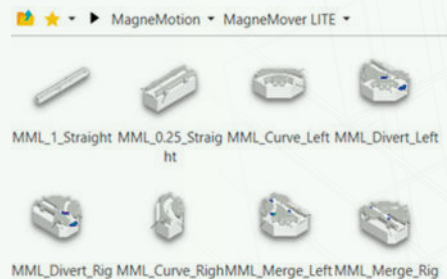 MagneMotion MagneMover LITE
MML_1_Straight MML_0.25_Straig MML_Curve_Left MML_Divert_Left
ht
MML_Divert_Rig MML_Curve_Righ MML_Merge_Left MML_Merge_Rig